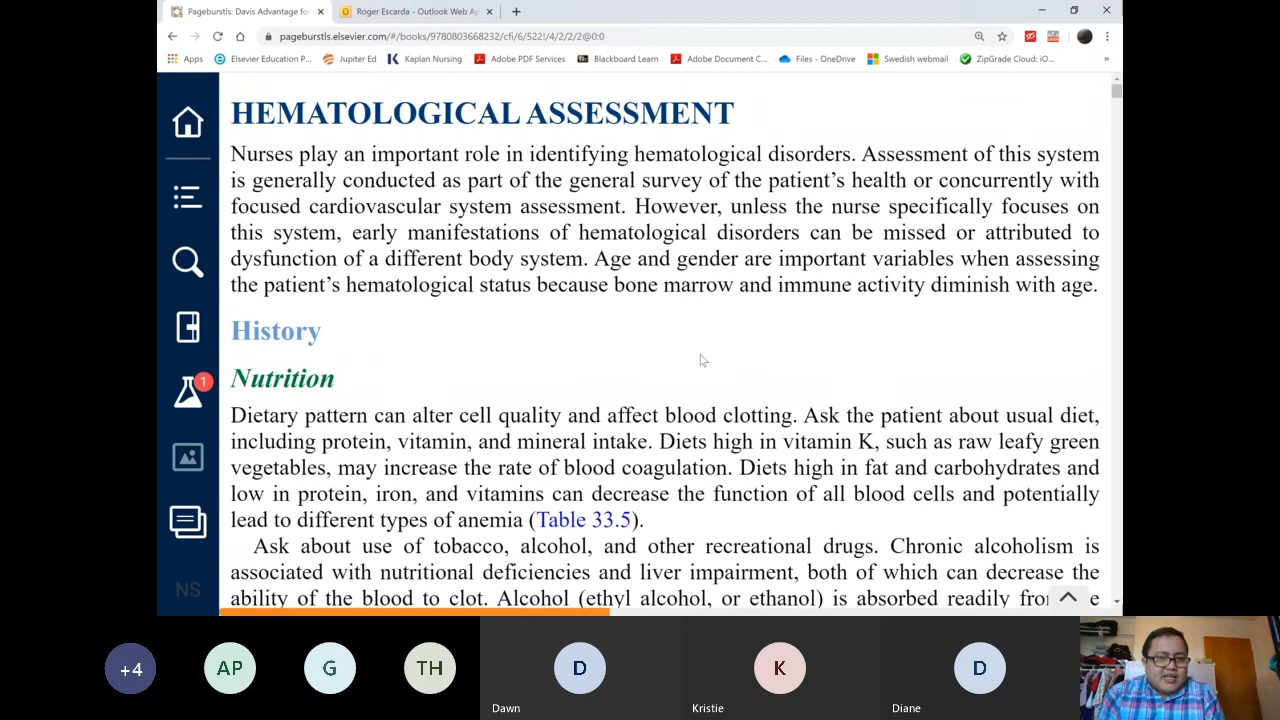 Pageburstls: Davis Advantage for
Roger Escarda - Outlook Web Ap
pageburstls.elsevier.com/#/books/9780803668232/cfi/6/522!/4/2/2/2@0:0
Apps Elsevier Education P... Jupiter Ed Kaplan Nursing Adobe PDF Services Blackboard Learn Adobe Document C... Files - OneDrive Swedish webmail ZipGrade Cloud: iO... »
HEMATOLOGICAL ASSESSMENT
Nurses play an important role in identifying hematological disorders. Assessment of this system
is generally conducted as part of the general survey of the patient's health or concurrently with
focused cardiovascular system assessment. However, unless the nurse specifically focuses on
this system, early manifestations of hematological disorders can be missed or attributed to
dysfunction of a different body system. Age and gender are important variables when assessing
the patient's hematological status because bone marrow and immune activity diminish with age.
History
Nutrition
1
Dietary pattern can alter cell quality and affect blood clotting. Ask the patient about usual diet,
including protein, vitamin, and mineral intake. Diets high in vitamin K, such as raw leafy green
vegetables, may increase the rate of blood coagulation. Diets high in fat and carbohydrates and
low in protein, iron, and vitamins can decrease the function of all blood cells and potentially
lead to different types of anemia (Table 33.5).
Ask about use of tobacco, alcohol, and other recreational drugs. Chronic alcoholism is
associated with nutritional deficiencies and liver impairment, both of which can decrease the
NS
ability of the blood to clot. Alcohol (ethyl alcohol, or ethanol) is absorbed readily
+4 AP G TH D K D
Dawn Kristie Diane